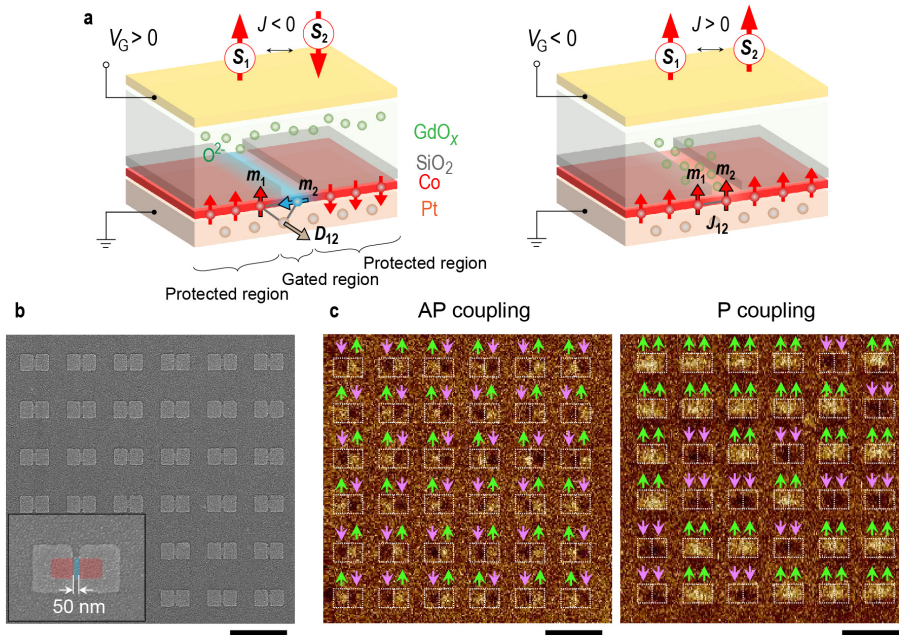 a
V_G > 0
J < 0
S_1
S_2
O^2-
m_1
m_2
D_12
GdO_x
SiO_2
Co
Pt
Protected region
Gated region
Protected region
V_G < 0
J > 0
S_1
S_2
m_1
m_2
J_12
b
50 nm
c
AP coupling
P coupling